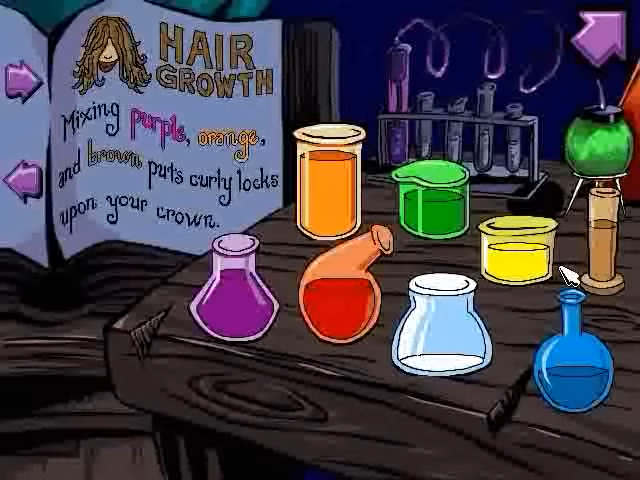 HAIR
GROWTH
Mixing purple, orange,
and brown puts curly locks
upon your crown.